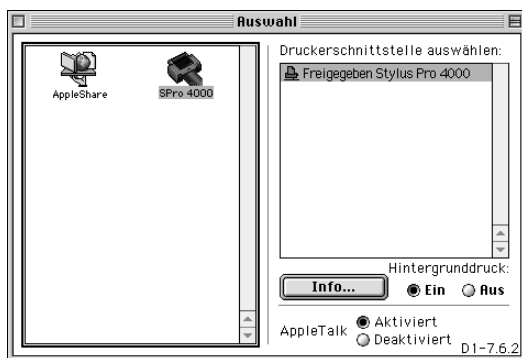 Auswahl
AppleShare
SPro 4000
Druckerschnittstelle auswählen:
Freigegeben Stylus Pro 4000
Hintergrunddruck:
Info...
Ein
Aus
AppleTalk
Aktiviert
Deaktiviert
D1-7.6.2